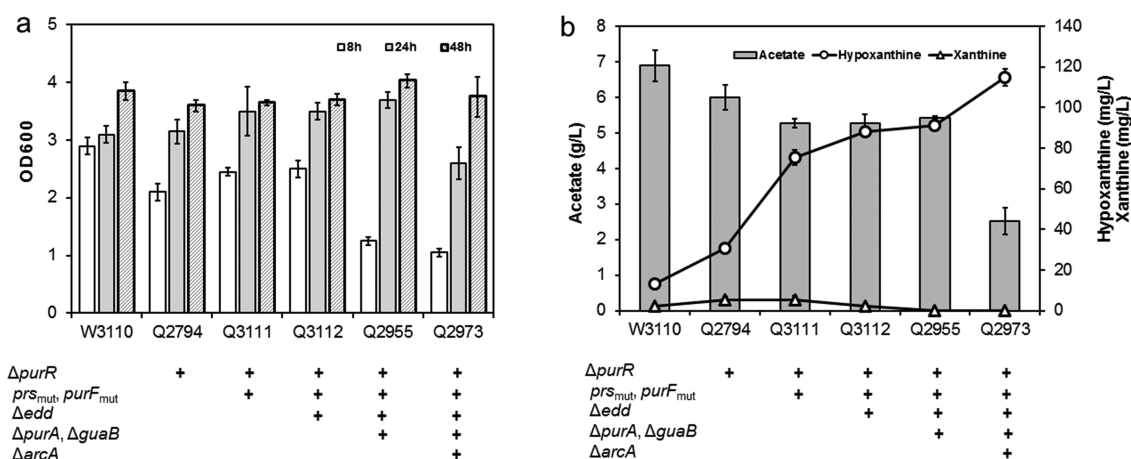 a
5
4
3
2
1
0
OD600
8h 24h 48h
W3110 Q2794 Q3111 Q3112 Q2955 Q2973
ΔpurR + + + + +
prsmut, purFmut + + + +
Δedd + + +
ΔpurA, ΔguaB + +
ΔarcA +
b
8
7
6
5
4
3
2
1
0
Acetate (g/L)
Acetate Hypoxanthine Xanthine
140
120
100
80
60
40
20
0
Hypoxanthine (mg/L)
Xanthine (mg/L)
W3110 Q2794 Q3111 Q3112 Q2955 Q2973
ΔpurR + + + + +
prsmut, purFmut + + + +
Δedd + + +
ΔpurA, ΔguaB + +
ΔarcA +